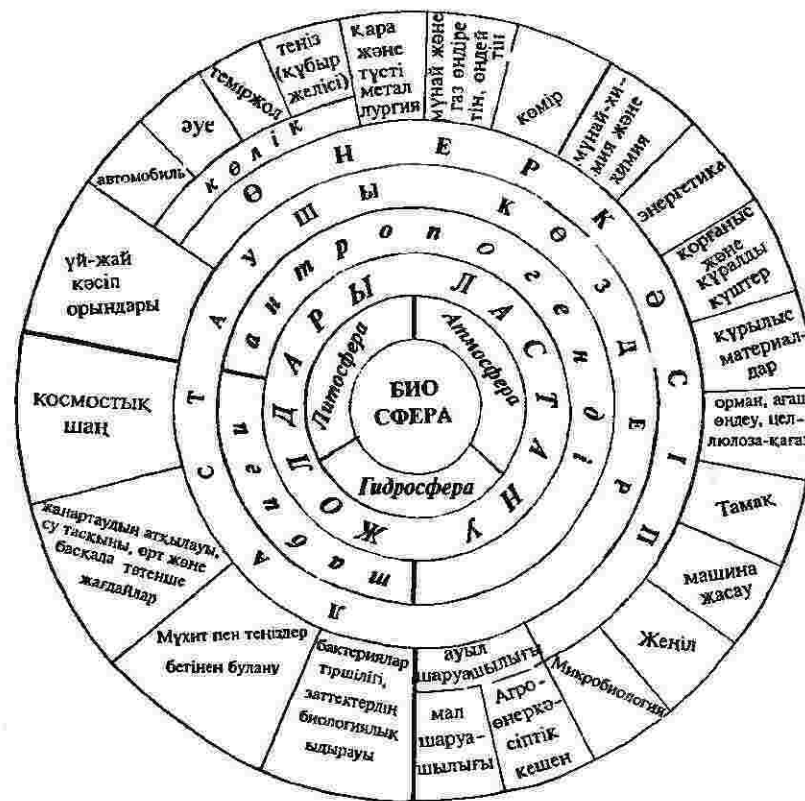 БИО
СФЕРА
Литосфера
Атмосфера
Гидросфера
ЛАСТАНУ
ЖОЛДАРЫ
антропогенді
табиғи
ЛАСТАУШЫ КӨЗДЕРІ
ӨНЕРКӘСІП
көлік
автомобиль
әуе
теміржол
теңіз
(құбыр
желісі)
қара
және
түсті
метал
лургия
мұнай және
газ өндіре
тін, өңдей
тін
көмір
мұнай-хи-
мия және
химия
энергетика
қорғаныс
және
құралды
күштер
құрылыс
материал-
дар
орман, ағаш
өңдеу, цел-
люлоза-қағаз
Тамақ
машина
жасау
Жеңіл
Микробиология
ауыл
шаруашылығы
Агро-
өнеркә-
сіптік
кешен
мал
шаруа-
шылығы
бактериялар
тіршілігі,
заттектердің
биологиялық
ыдырауы
Мұхит пен теңіздер
бетінен булану
жанартаудың атқылауы,
су тасқыны, өрт және
басқада төтенше
жағдайлар
космостық
шаң
үй-жай
кәсіп
орындары